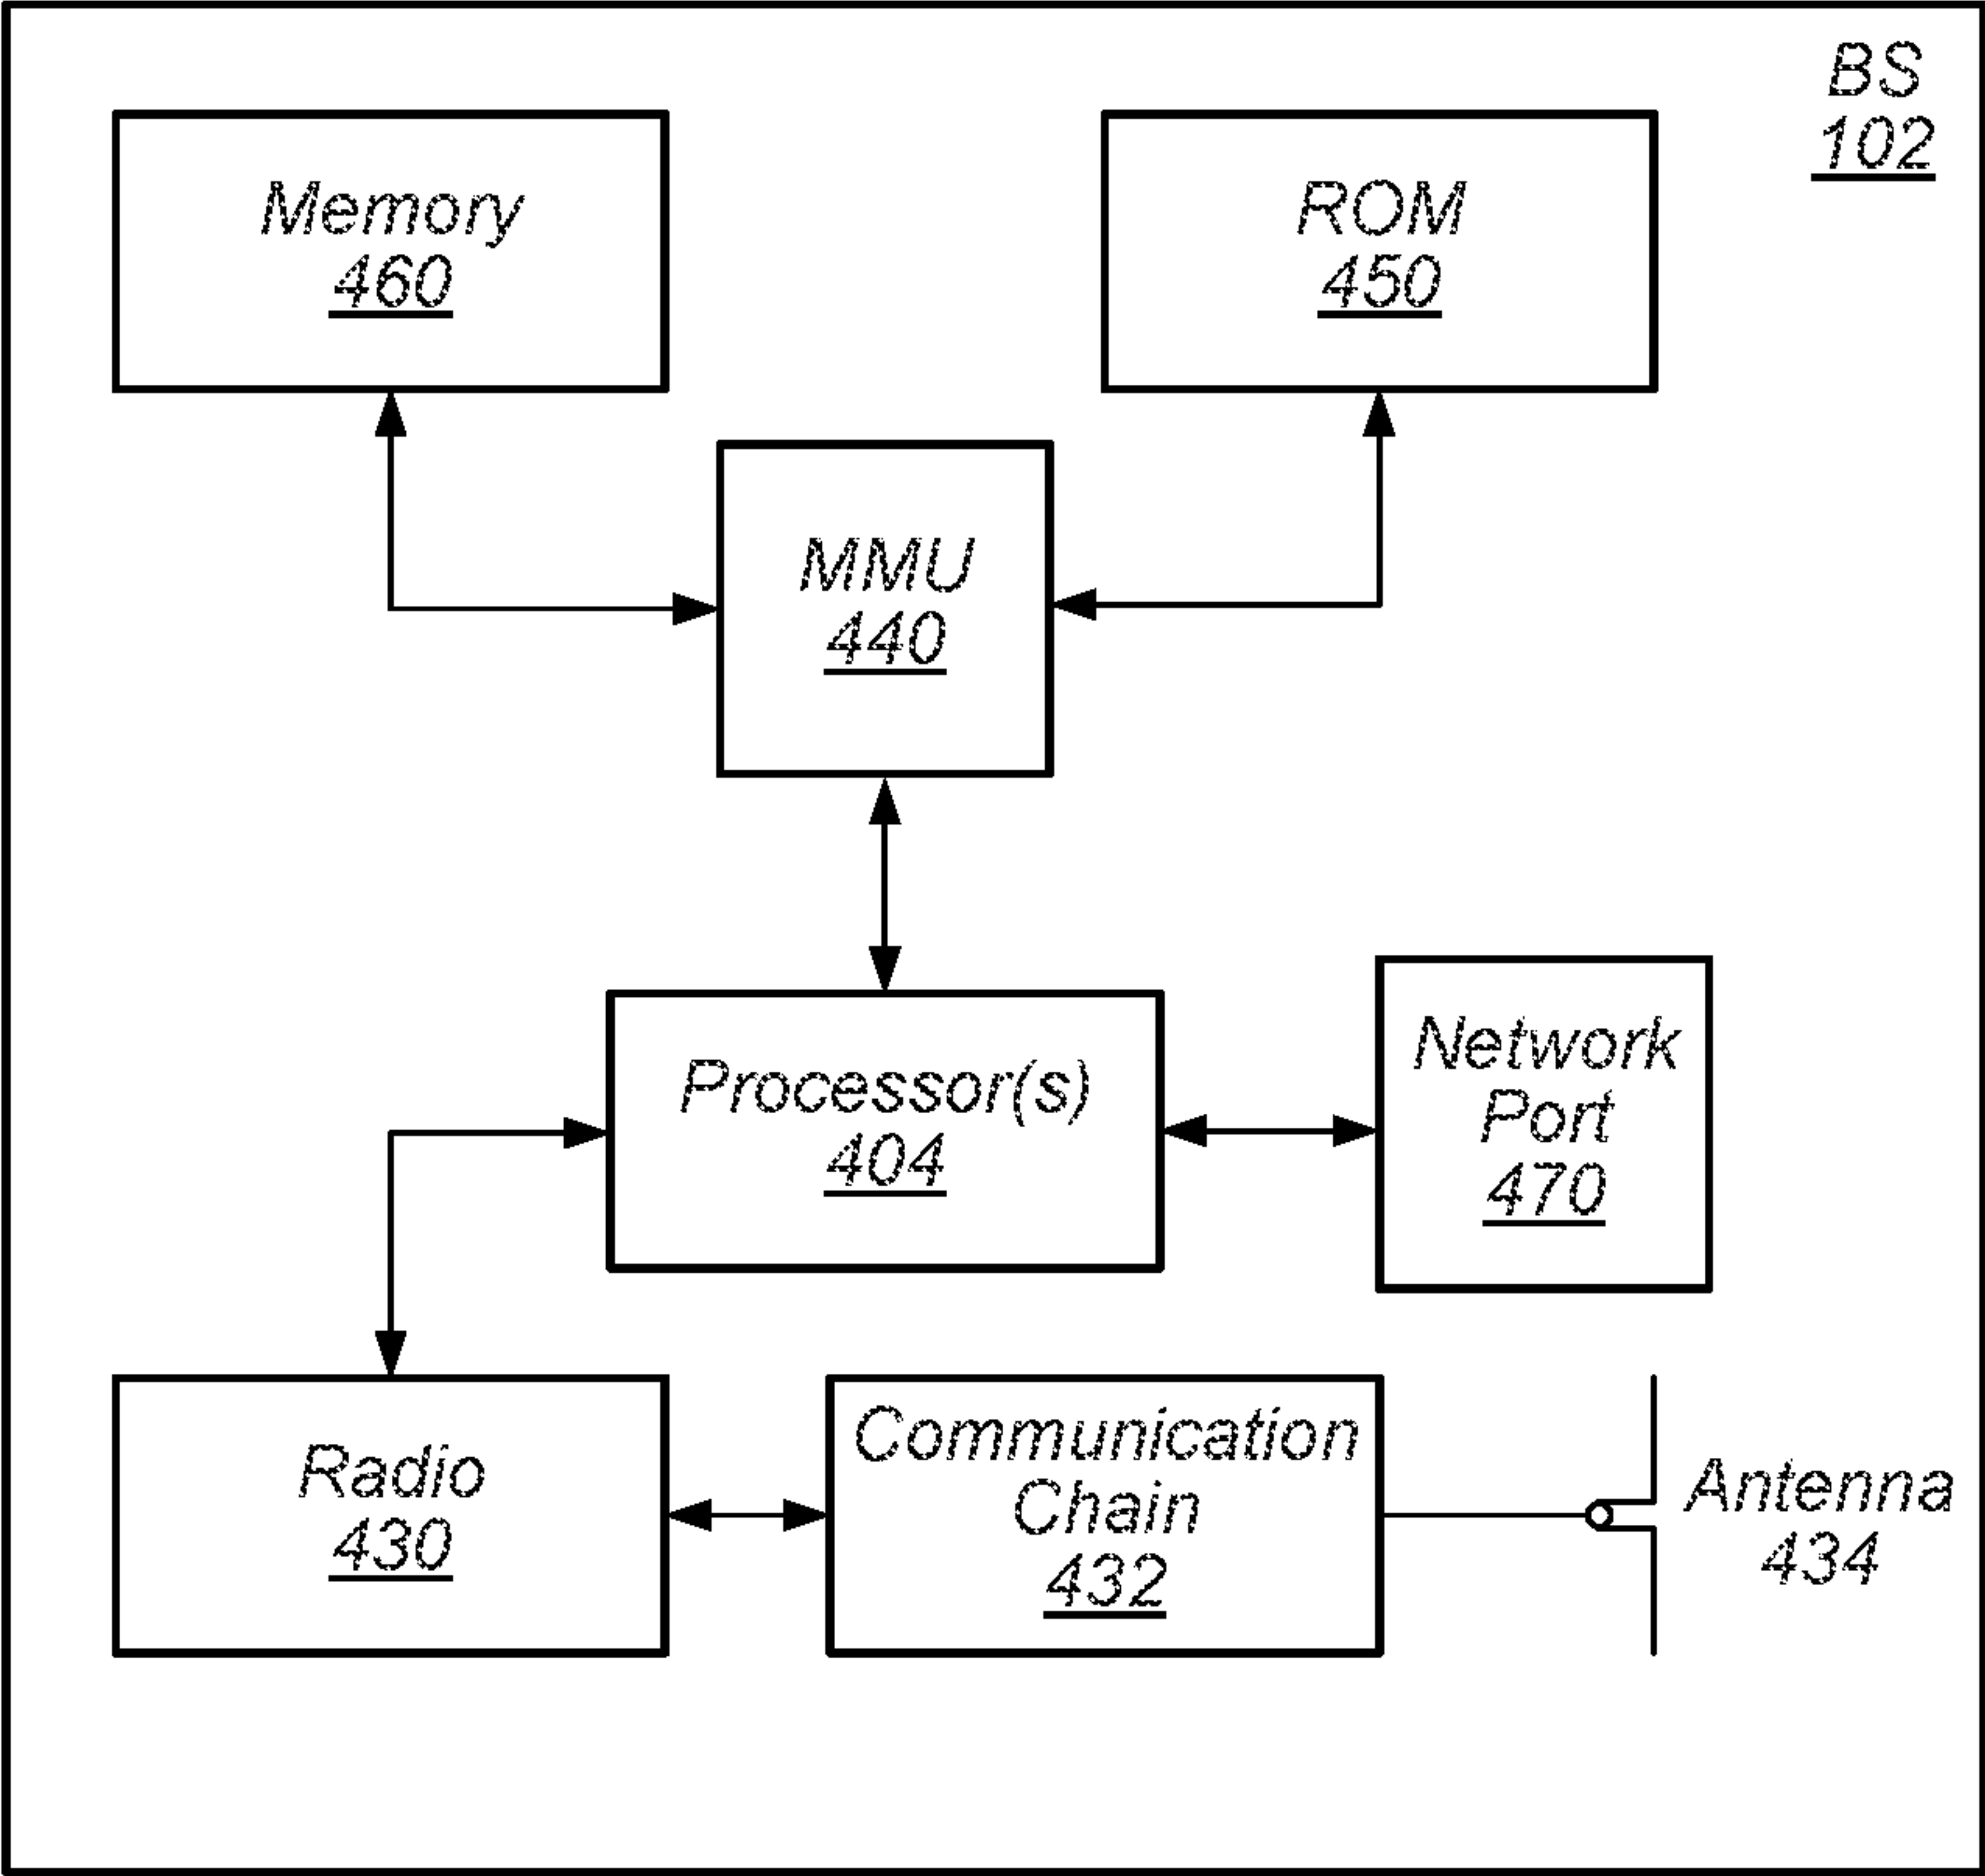 BS
102
Memory
460
ROM
450
MMU
440
Processor(s)
404
Network
Port
470
Radio
430
Communication
Chain
432
Antenna
434